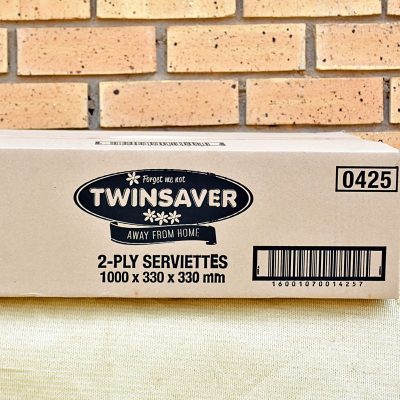 Forget me not
TWINSAVER
AWAY FROM HOME
0425
2-PLY SERVIETTES
1000 x 330 x 330 mm
16001070014257